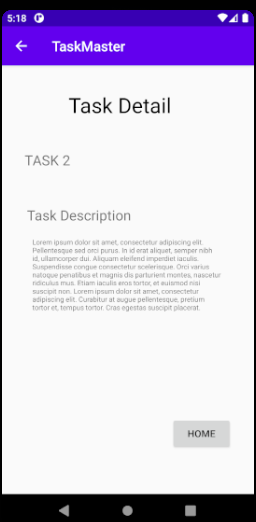 5:18
TaskMaster
Task Detail
TASK 2
Task Description
Lorem ipsum dolor sit amet, consectetur adipiscing elit.
Pellentesque sed orci purus. In id erat aliquet, semper nibh
id, ullamcorper dui. Aliquam eleifend imperdiet iaculis.
Suspendisse congue consectetur scelerisque. Orci varius
natoque penatibus et magnis dis parturient montes, nascetur
ridiculus mus. Etiam iaculis eros tortor, et euismod nisi
suscipit non. Lorem ipsum dolor sit amet, consectetur
adipiscing elit. Curabitur at augue pellentesque, pretium
tortor et, tempus tortor. Cras egestas suscipit placerat.
HOME